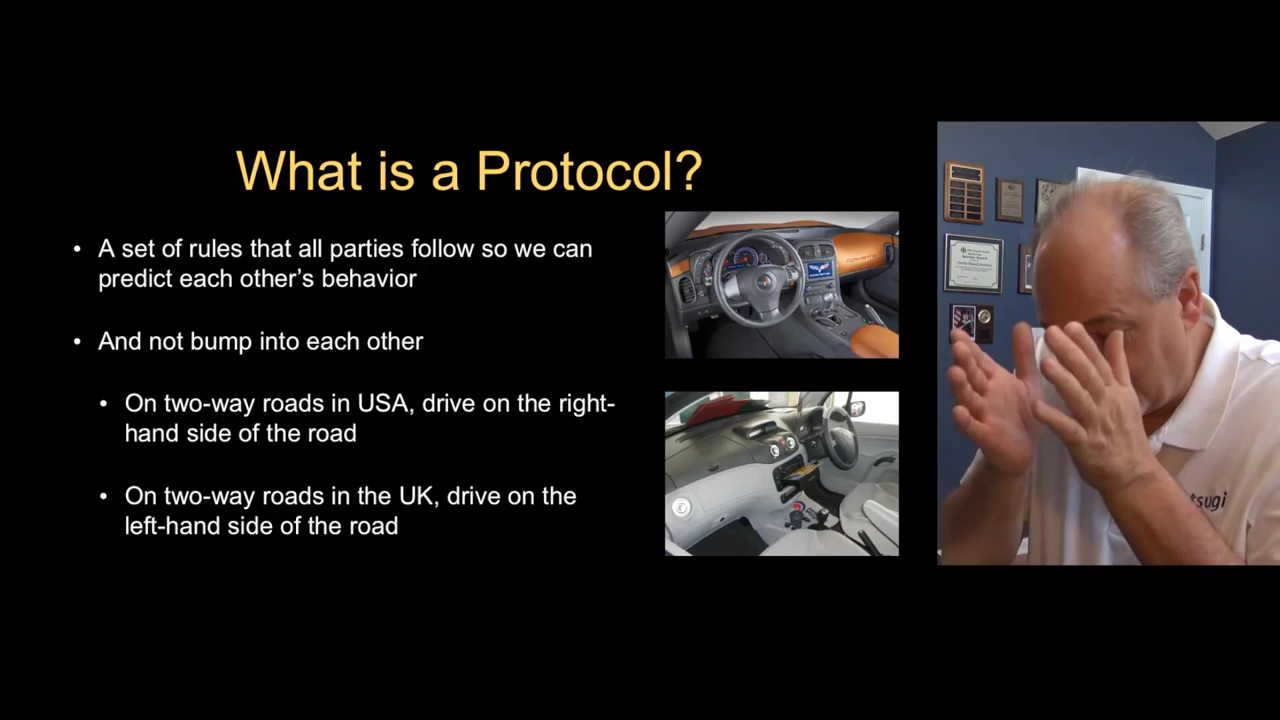 What is a Protocol?
• A set of rules that all parties follow so we can
predict each other’s behavior
• And not bump into each other
• On two-way roads in USA, drive on the right-
hand side of the road
• On two-way roads in the UK, drive on the
left-hand side of the road
tsugi